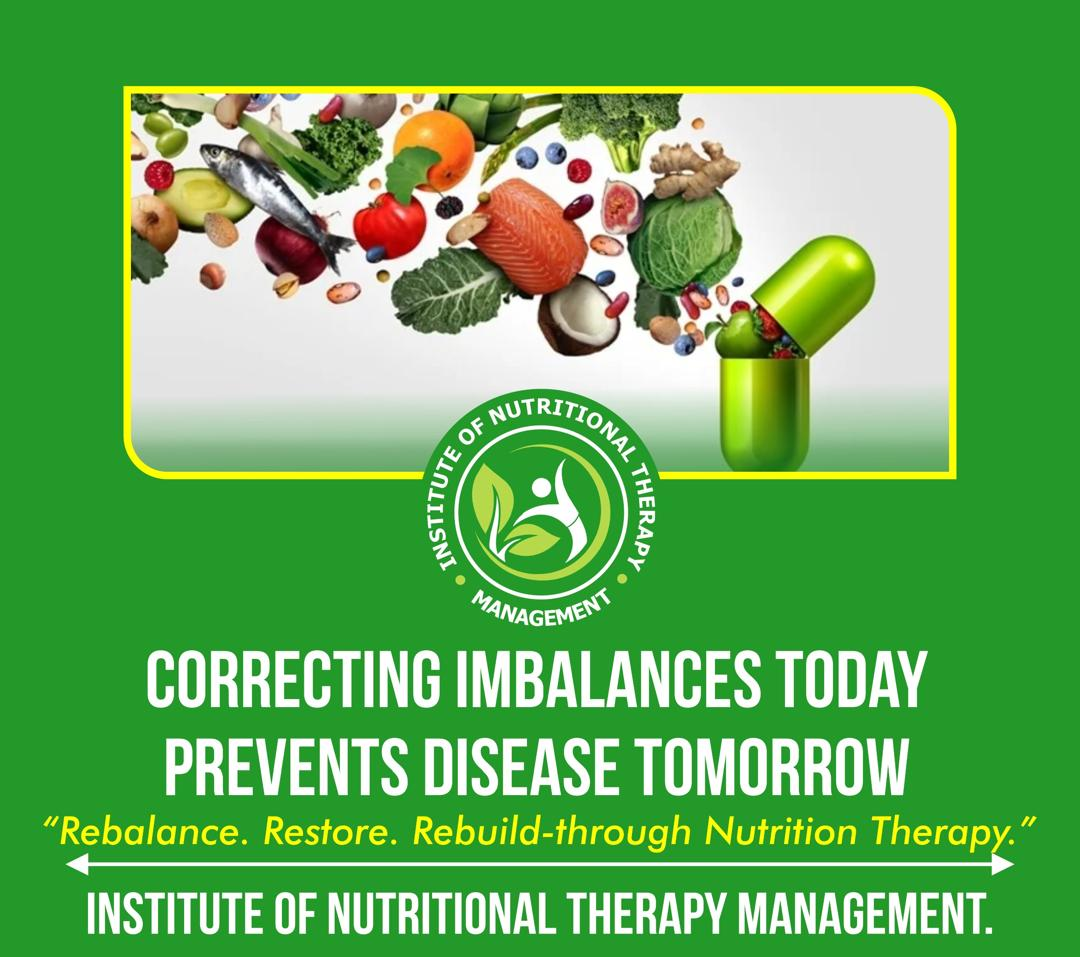 INSTITUTE OF NUTRITIONAL THERAPY
MANAGEMENT
CORRECTING IMBALANCES TODAY
PREVENTS DISEASE TOMORROW
“Rebalance. Restore. Rebuild-through Nutrition Therapy.”
INSTITUTE OF NUTRITIONAL THERAPY MANAGEMENT.